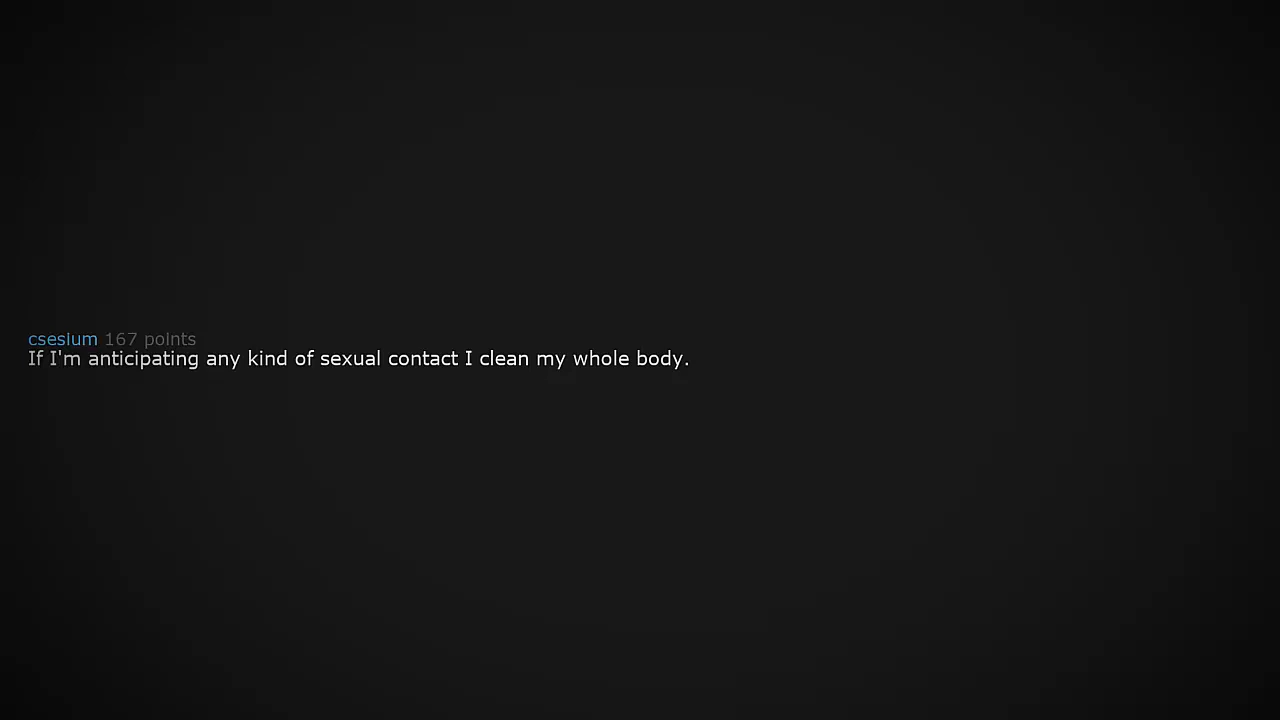 csesium 167 points
If I'm anticipating any kind of sexual contact I clean my whole body.